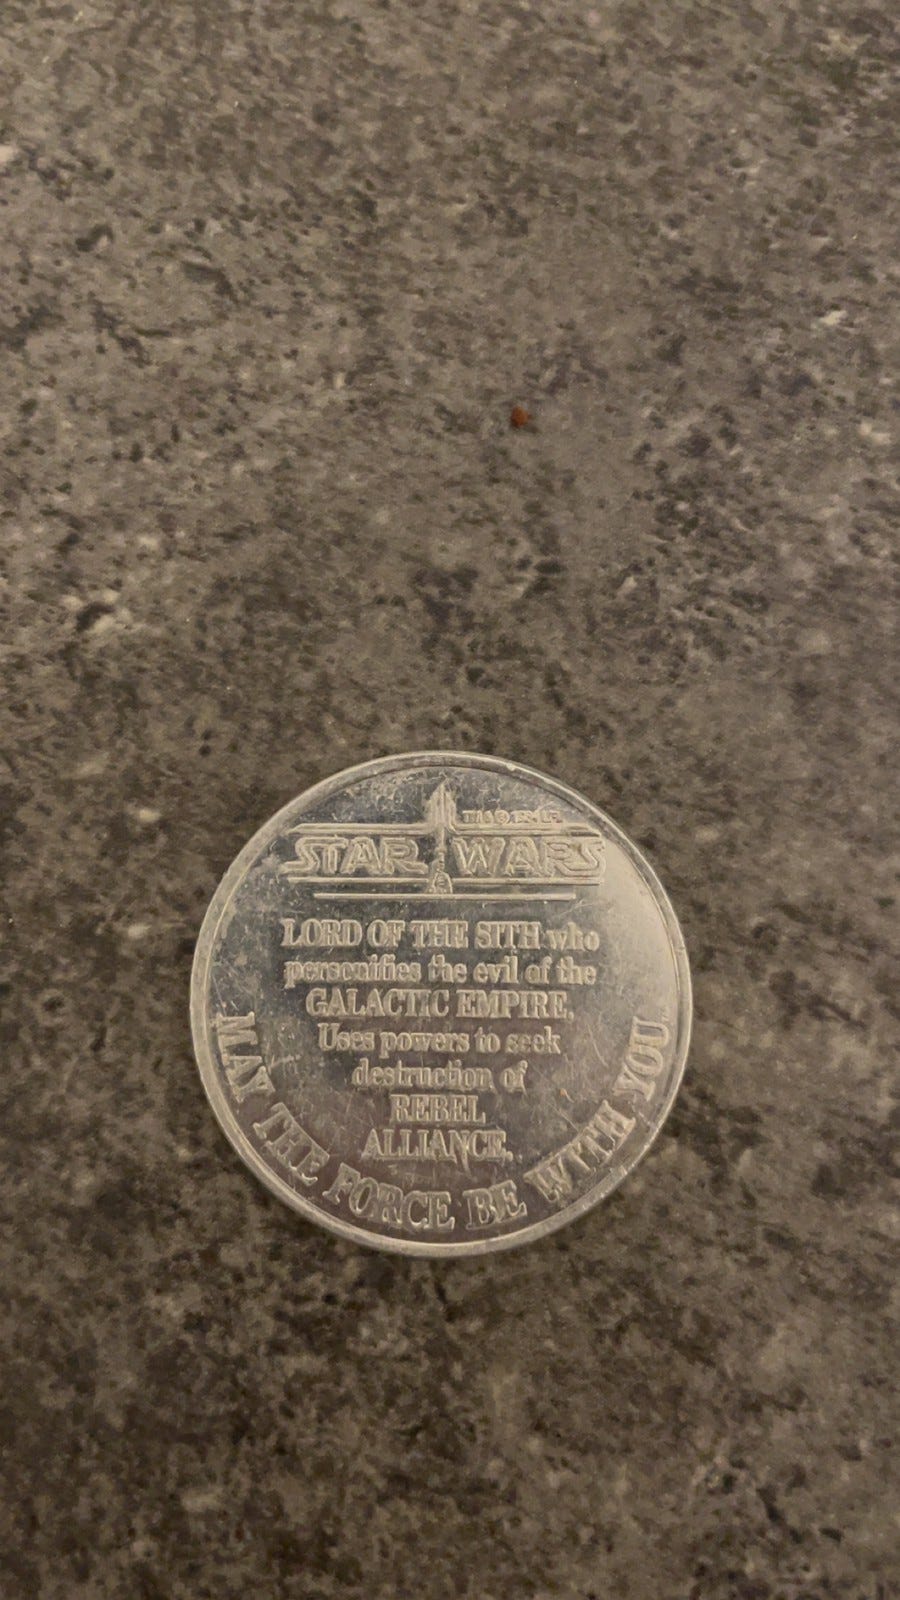 STAR WARS
LORD OF THE SITH who
personifies the evil of the
GALACTIC EMPIRE.
Uses powers to seek
destruction of
REBEL
ALLIANCE.
MAY THE FORCE BE WITH YOU